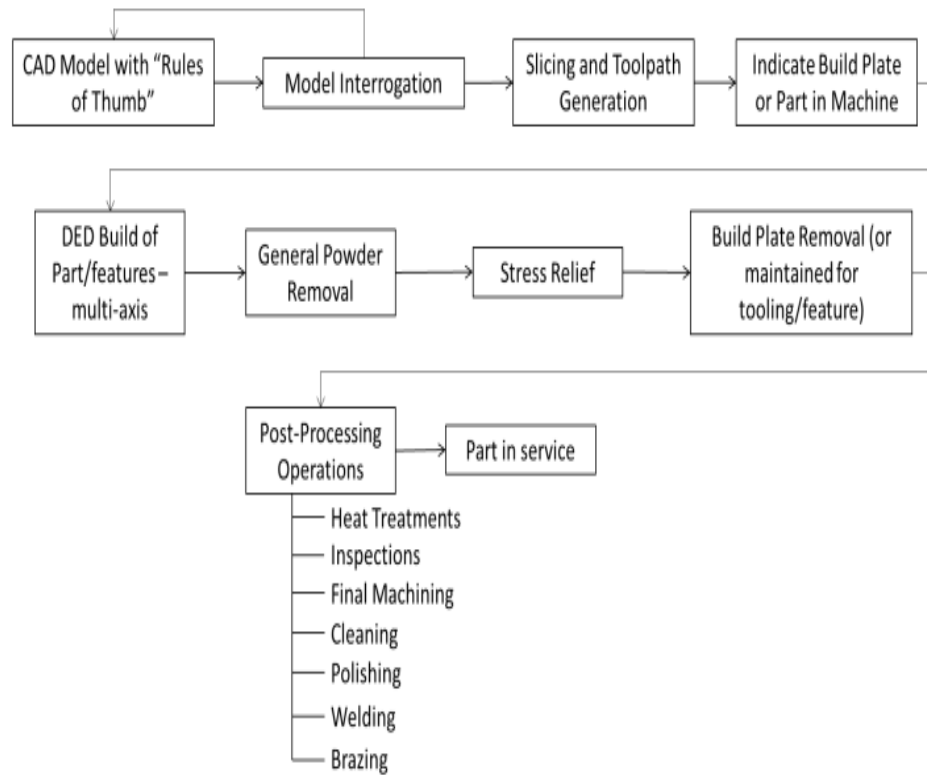 CAD Model with “Rules
of Thumb”
Model Interrogation
Slicing and Toolpath
Generation
Indicate Build Plate
or Part in Machine
DED Build of
Part/features –
multi-axis
General Powder
Removal
Stress Relief
Build Plate Removal (or
maintained for
tooling/feature)
Post-Processing
Operations
Part in service
Heat Treatments
Inspections
Final Machining
Cleaning
Polishing
Welding
Brazing